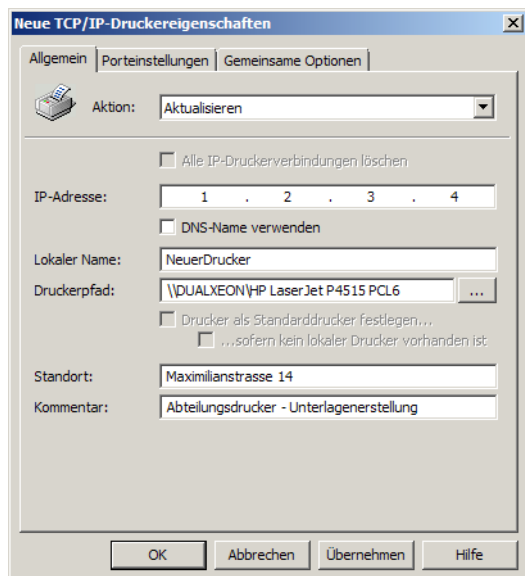 Neue TCP/IP-Druckereigenschaften
Allgemein Porteinstellungen Gemeinsame Optionen
Aktion: Aktualisieren
Alle IP-Druckerverbindungen löschen
IP-Adresse: 1 . 2 . 3 . 4
DNS-Name verwenden
Lokaler Name: NeuerDrucker
Druckerpfad: \\DUALXEON\HP LaserJet P4515 PCL6 ...
Drucker als Standarddrucker festlegen...
...sofern kein lokaler Drucker vorhanden ist
Standort: Maximilianstrasse 14
Kommentar: Abteilungsdrucker - Unterlagenerstellung
OK Abbrechen Übernehmen Hilfe